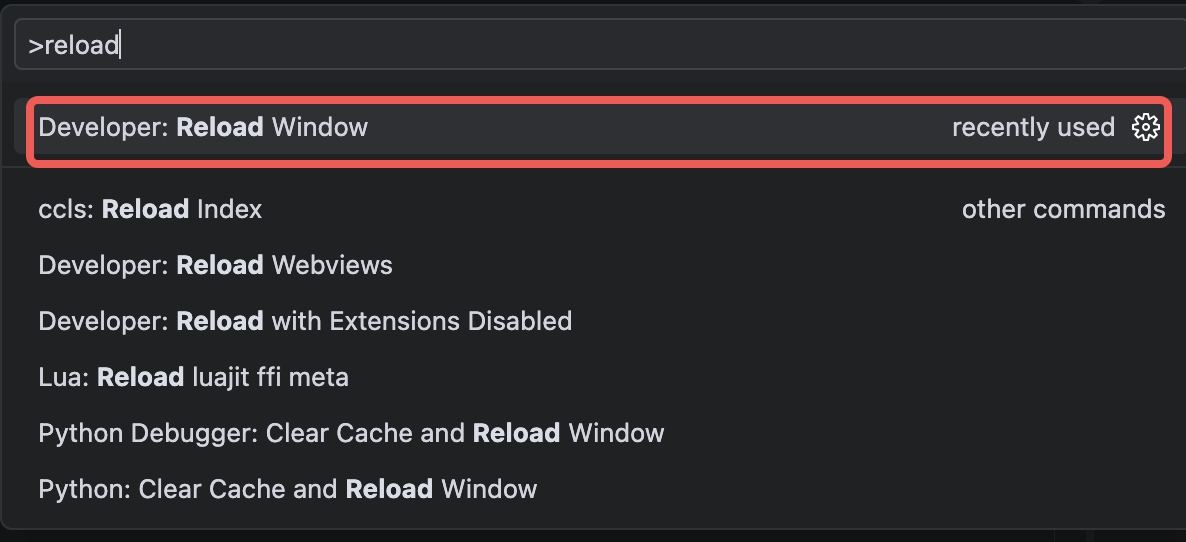 >reload
Developer: Reload Window recently used
ccls: Reload Index other commands
Developer: Reload Webviews
Developer: Reload with Extensions Disabled
Lua: Reload luajit ffi meta
Python Debugger: Clear Cache and Reload Window
Python: Clear Cache and Reload Window